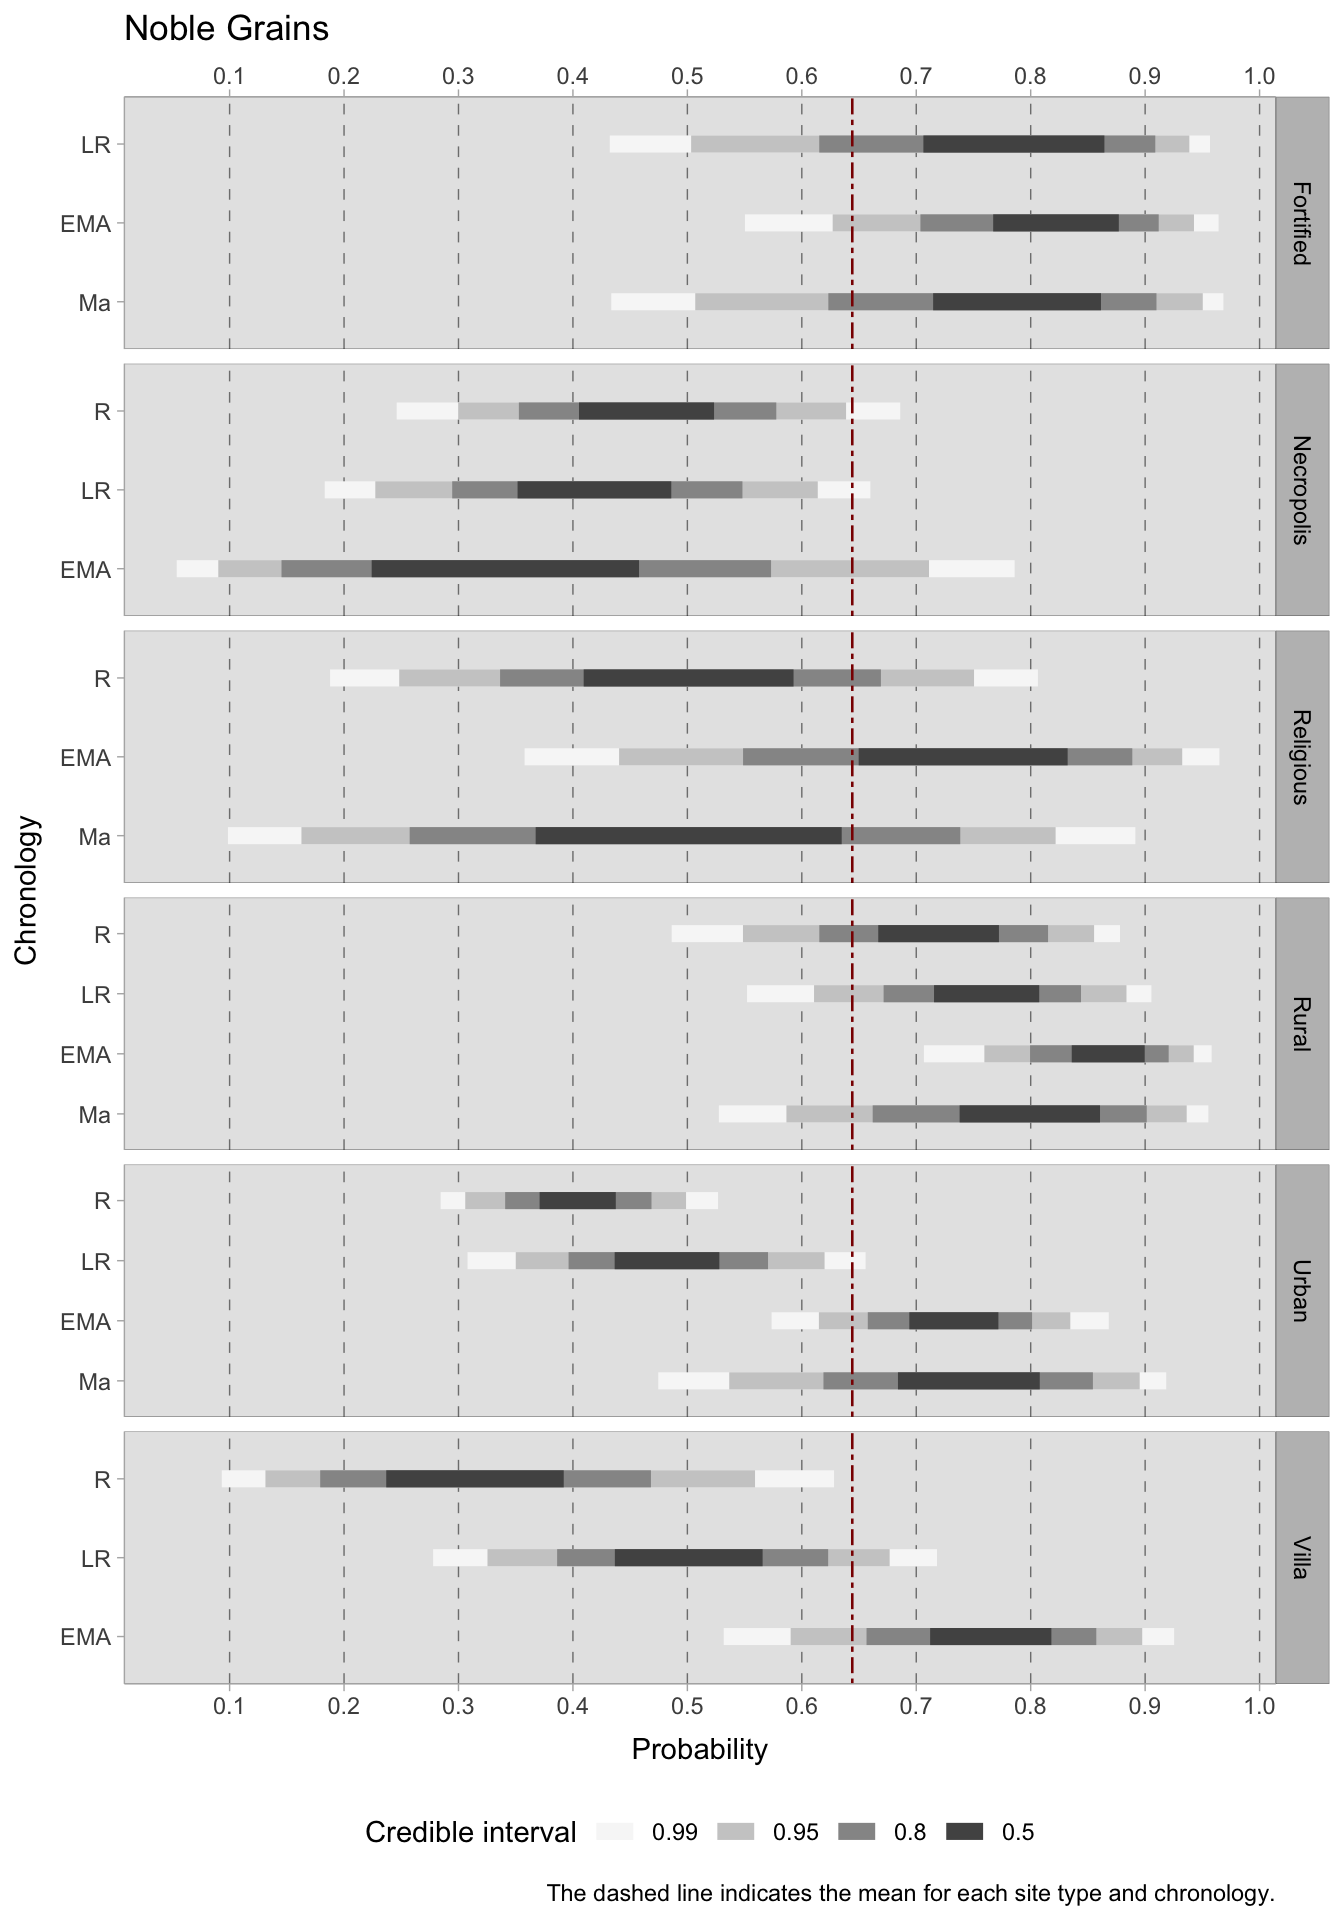 Noble Grains
0.1 0.2 0.3 0.4 0.5 0.6 0.7 0.8 0.9 1.0
LR
EMA
Ma
Fortified
R
LR
EMA
Necropolis
R
EMA
Ma
Religious
Chronology
R
LR
EMA
Ma
Rural
R
LR
EMA
Ma
Urban
R
LR
EMA
Villa
0.1 0.2 0.3 0.4 0.5 0.6 0.7 0.8 0.9 1.0
Probability
Credible interval 0.99 0.95 0.8 0.5
The dashed line indicates the mean for each site type and chronology.